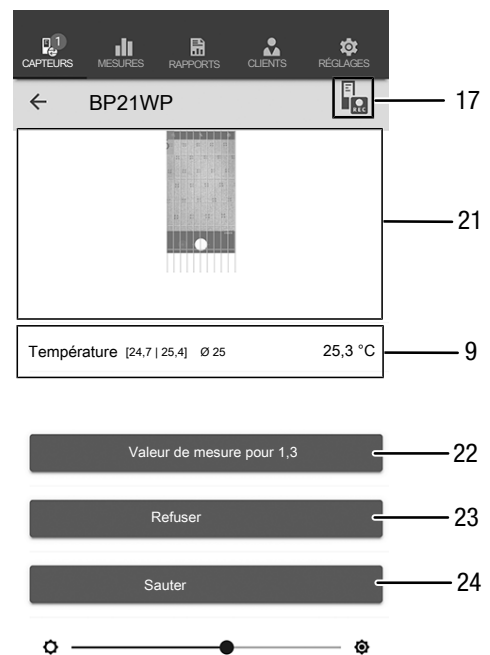 1
CAPTEURS MESURES RAPPORTS CLIENTS RÉGLAGES
BP21WP
REC
17
21
Température [24,7 | 25,4] Ø 25 25,3 °C
9
Valeur de mesure pour 1,3
22
Refuser
23
Sauter
24